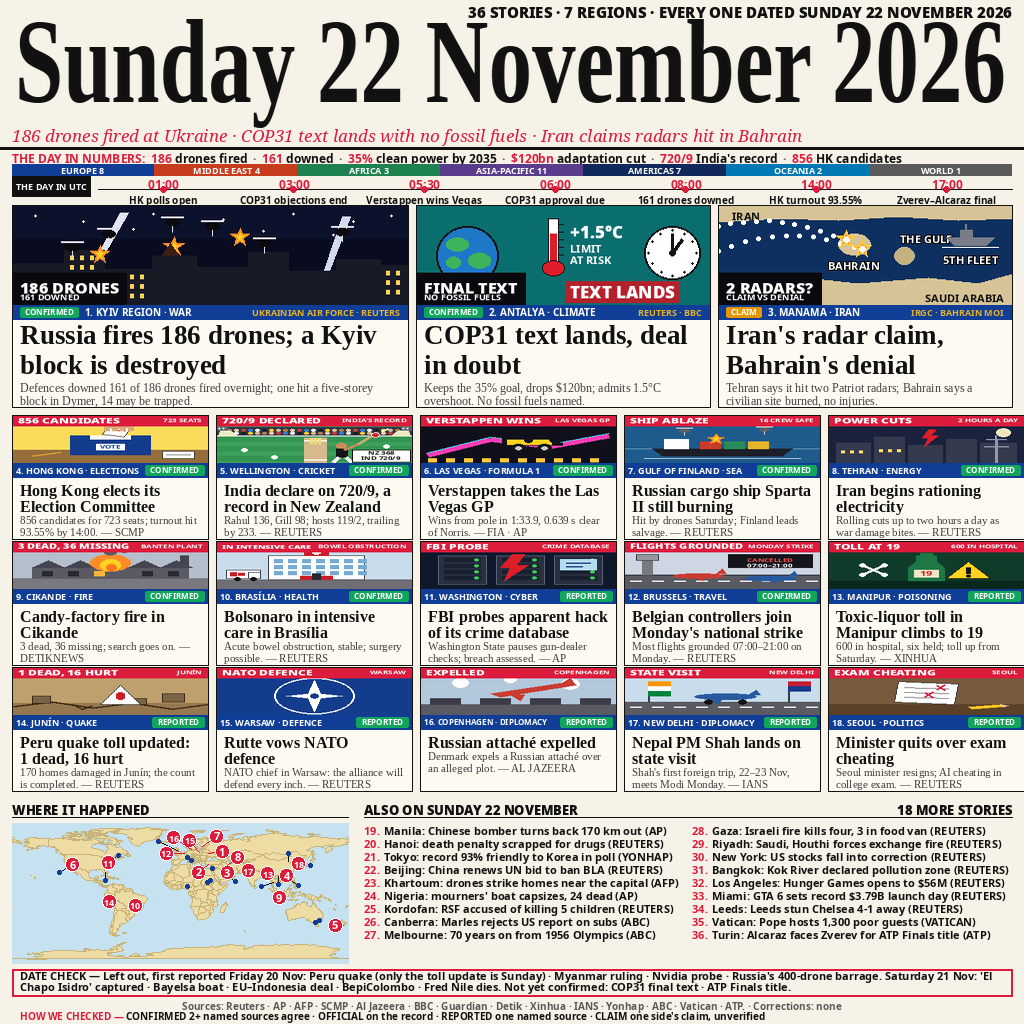 36 STORIES · 7 REGIONS · EVERY ONE DATED SUNDAY 22 NOVEMBER 2026
Sunday 22 November 2026
186 drones fired at Ukraine · COP31 text lands with no fossil fuels · Iran claims radars hit in Bahrain
THE DAY IN NUMBERS: 186 drones fired · 161 downed · 35% clean power by 2035 · $120bn adaptation cut · 720/9 India's record · 856 HK candidates
EUROPE 8 MIDDLE EAST 4 AFRICA 3 ASIA-PACIFIC 11 AMERICAS 7 OCEANIA 2 WORLD 1
THE DAY IN UTC
01:00 03:00 05:30 06:00 08:00 14:00 17:00
HK polls open COP31 objections end Verstappen wins Vegas COP31 approval due 161 drones downed HK turnout 93.55% Zverev–Alcaraz final
186 DRONES
161 DOWNED
CONFIRMED 1. KYIV REGION · WAR UKRAINIAN AIR FORCE · REUTERS
Russia fires 186 drones; a Kyiv
block is destroyed
Defences downed 161 of 186 drones fired overnight; one hit a five-storey
block in Dymer, 14 may be trapped.
+1.5°C
LIMIT
AT RISK
FINAL TEXT
NO FOSSIL FUELS
TEXT LANDS
CONFIRMED 2. ANTALYA · CLIMATE REUTERS · BBC
COP31 text lands, deal
in doubt
Keeps the 35% goal, drops $120bn; admits 1.5°C
overshoot. No fossil fuels named.
IRAN
THE GULF
BAHRAIN
5TH FLEET
2 RADARS?
CLAIM VS DENIAL
SAUDI ARABIA
CLAIM 3. MANAMA · IRAN IRGC · BAHRAIN MOI
Iran's radar claim,
Bahrain's denial
Tehran says it hit two Patriot radars; Bahrain says a
civilian site burned, no injuries.
856 CANDIDATES 723 SEATS
VOTE
4. HONG KONG · ELECTIONS CONFIRMED
Hong Kong elects its
Election Committee
856 candidates for 723 seats; turnout hit
93.55% by 14:00. — SCMP
720/9 DECLARED INDIA'S RECORD
NZ 368
IND 720/9
5. WELLINGTON · CRICKET CONFIRMED
India declare on 720/9, a
record in New Zealand
Rahul 136, Gill 98; hosts 119/2, trailing
by 233. — REUTERS
VERSTAPPEN WINS LAS VEGAS GP
6. LAS VEGAS · FORMULA 1 CONFIRMED
Verstappen takes the Las
Vegas GP
Wins from pole in 1:33.9, 0.639 s clear
of Norris. — FIA · AP
SHIP ABLAZE 16 CREW SAFE
7. GULF OF FINLAND · SEA CONFIRMED
Russian cargo ship Sparta
II still burning
Hit by drones Saturday; Finland leads
salvage. — REUTERS
POWER CUTS 2 HOURS A DAY
8. TEHRAN · ENERGY CONFIRMED
Iran begins rationing
electricity
Rolling cuts up to two hours a day as
war damage bites. — REUTERS
3 DEAD, 36 MISSING BANTEN PLANT
9. CIKANDE · FIRE CONFIRMED
Candy-factory fire in
Cikande
3 dead, 36 missing; search goes on. —
DETIKNEWS
IN INTENSIVE CARE BOWEL OBSTRUCTION
10. BRASÍLIA · HEALTH CONFIRMED
Bolsonaro in intensive
care in Brasília
Acute bowel obstruction, stable; surgery
possible. — REUTERS
FBI PROBE CRIME DATABASE
11. WASHINGTON · CYBER REPORTED
FBI probes apparent hack
of its crime database
Washington State pauses gun-dealer
checks; breach assessed. — AP
FLIGHTS GROUNDED MONDAY STRIKE
CANCELLED
07:00–21:00
12. BRUSSELS · TRAVEL CONFIRMED
Belgian controllers join
Monday's national strike
Most flights grounded 07:00–21:00 on
Monday. — REUTERS
TOLL AT 19 600 IN HOSPITAL
19
13. MANIPUR · POISONING REPORTED
Toxic-liquor toll in
Manipur climbs to 19
600 in hospital, six held; toll up from
Saturday. — XINHUA
1 DEAD, 16 HURT JUNÍN
14. JUNÍN · QUAKE REPORTED
Peru quake toll updated:
1 dead, 16 hurt
170 homes damaged in Junín; the count
is completed. — REUTERS
NATO DEFENCE WARSAW
15. WARSAW · DEFENCE REPORTED
Rutte vows NATO
defence
NATO chief in Warsaw: the alliance will
defend every inch. — REUTERS
EXPELLED COPENHAGEN
16. COPENHAGEN · DIPLOMACY REPORTED
Russian attaché expelled
Denmark expels a Russian attaché over
an alleged plot. — AL JAZEERA
STATE VISIT NEW DELHI
17. NEW DELHI · DIPLOMACY REPORTED
Nepal PM Shah lands on
state visit
Shah's first foreign trip, 22–23 Nov,
meets Modi Monday. — IANS
EXAM CHEATING SEOUL
18. SEOUL · POLITICS REPORTED
Minister quits over exam
cheating
Seoul minister resigns; AI cheating in
college exam. — REUTERS
WHERE IT HAPPENED
16 15 7 12 1 8 6 11 2 3 17 13 4 18 9 14 10 5
ALSO ON SUNDAY 22 NOVEMBER 18 MORE STORIES
19. Manila: Chinese bomber turns back 170 km out (AP)
20. Hanoi: death penalty scrapped for drugs (REUTERS)
21. Tokyo: record 93% friendly to Korea in poll (YONHAP)
22. Beijing: China renews UN bid to ban BLA (REUTERS)
23. Khartoum: drones strike homes near the capital (AFP)
24. Nigeria: mourners' boat capsizes, 24 dead (AP)
25. Kordofan: RSF accused of killing 5 children (REUTERS)
26. Canberra: Marles rejects US report on subs (ABC)
27. Melbourne: 70 years on from 1956 Olympics (ABC)
28. Gaza: Israeli fire kills four, 3 in food van (REUTERS)
29. Riyadh: Saudi, Houthi forces exchange fire (REUTERS)
30. New York: US stocks fall into correction (REUTERS)
31. Bangkok: Kok River declared pollution zone (REUTERS)
32. Los Angeles: Hunger Games opens to $56M (REUTERS)
33. Miami: GTA 6 sets record $3.79B launch day (REUTERS)
34. Leeds: Leeds stun Chelsea 4-1 away (REUTERS)
35. Vatican: Pope hosts 1,300 poor guests (VATICAN)
36. Turin: Alcaraz faces Zverev for ATP Finals title (ATP)
DATE CHECK — Left out, first reported Friday 20 Nov: Peru quake (only the toll update is Sunday) · Myanmar ruling · Nvidia probe · Russia's 400-drone barrage. Saturday 21 Nov: 'El
Chapo Isidro' captured · Bayelsa boat · EU–Indonesia deal · BepiColombo · Fred Nile dies. Not yet confirmed: COP31 final text · ATP Finals title.
Sources: Reuters · AP · AFP · SCMP · Al Jazeera · BBC · Guardian · Detik · Xinhua · IANS · Yonhap · ABC · Vatican · ATP. · Corrections: none
HOW WE CHECKED — CONFIRMED 2+ named sources agree · OFFICIAL on the record · REPORTED one named source · CLAIM one side's claim, unverified